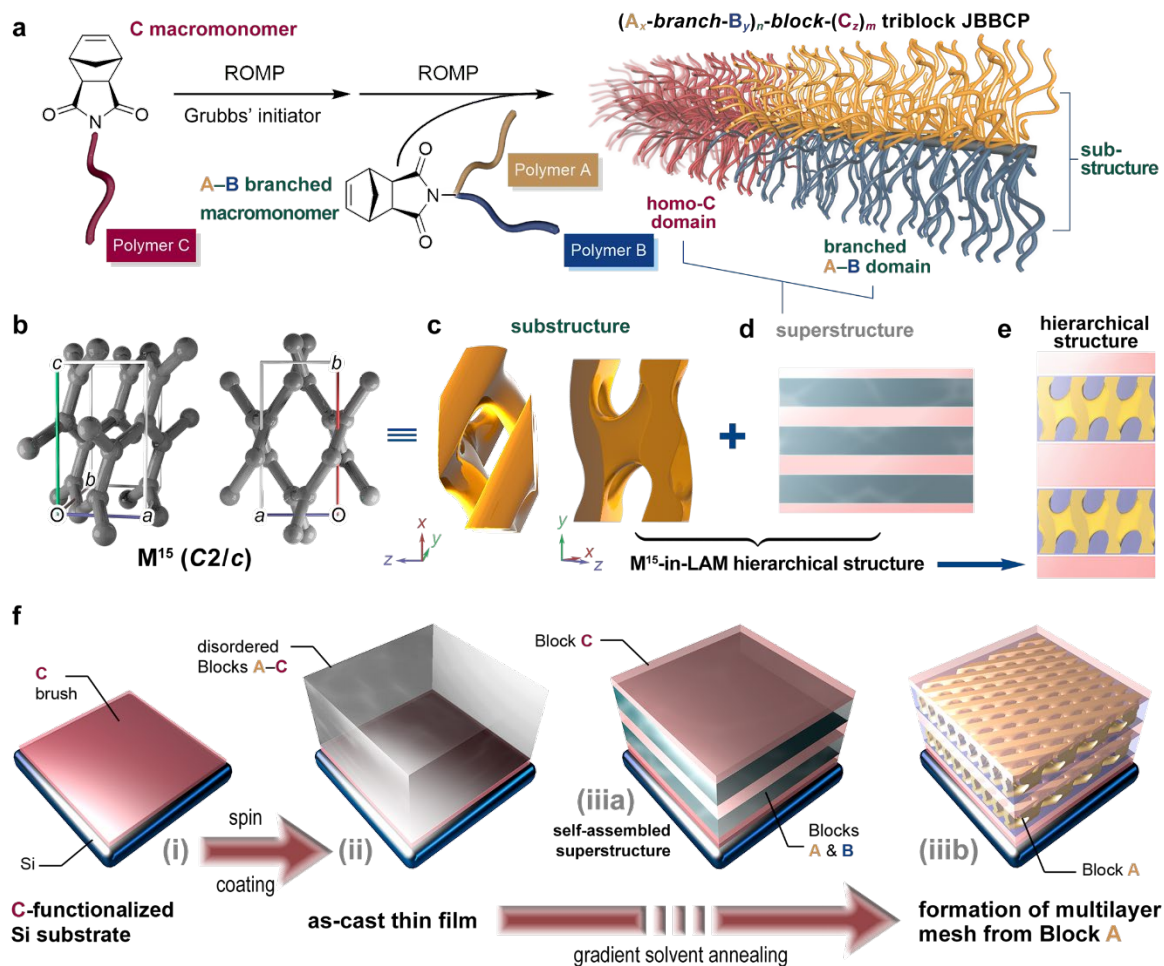 a
C macromonomer
O
N
O
Polymer C
ROMP
Grubbs' initiator
ROMP
A–B branched
macromonomer
O
N
O
Polymer A
Polymer B
(Ax-branch-By)n-block-(Cz)m triblock JBBCP
homo-C
domain
branched
A–B domain
sub-
structure
b
c
b
O
a
b
a
O
M¹⁵ (C2/c)
c
substructure
x
y
z
y
x
z
d
superstructure
M¹⁵-in-LAM hierarchical structure
e
hierarchical
structure
f
C
brush
Si
(i)
C-functionalized
Si substrate
spin
coating
disordered
Blocks A–C
(ii)
as-cast thin film
gradient solvent annealing
Block C
(iiia)
self-assembled
superstructure
Blocks
A & B
(iiib)
Block A
formation of multilayer
mesh from Block A